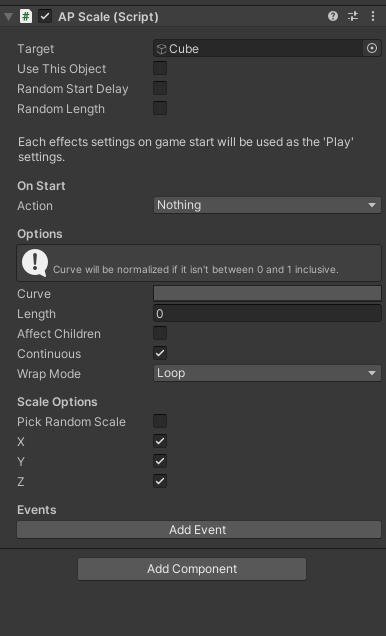 AP Scale (Script)
Target Cube
Use This Object
Random Start Delay
Random Length
Each effects settings on game start will be used as the 'Play'
settings.
On Start
Action Nothing
Options
Curve will be normalized if it isn't between 0 and 1 inclusive.
Curve
Length 0
Affect Children
Continuous
Wrap Mode Loop
Scale Options
Pick Random Scale
X
Y
Z
Events
Add Event
Add Component